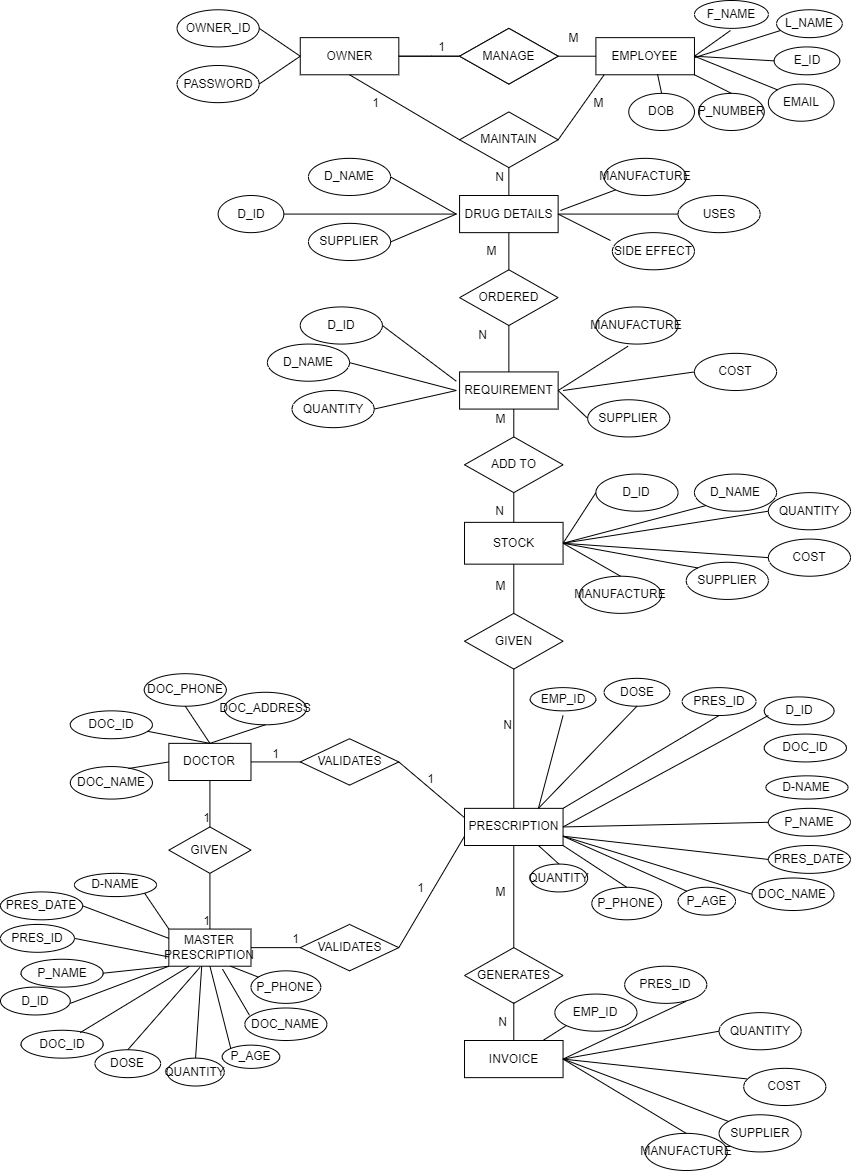 F_NAME
L_NAME
OWNER_ID
1
M
OWNER
MANAGE
EMPLOYEE
E_ID
PASSWORD
EMAIL
DOB
P_NUMBER
1
M
MAINTAIN
N
D_NAME
MANUFACTURE
D_ID
DRUG DETAILS
USES
SUPPLIER
SIDE EFFECT
M
ORDERED
N
D_ID
MANUFACTURE
D_NAME
COST
REQUIREMENT
QUANTITY
SUPPLIER
M
ADD TO
N
D_ID
D_NAME
QUANTITY
STOCK
COST
M
SUPPLIER
MANUFACTURE
GIVEN
DOC_PHONE
EMP_ID
DOSE
PRES_ID
DOC_ADDRESS
D_ID
DOC_ID
N
DOC_ID
1
DOCTOR
VALIDATES
1
DOC_NAME
D-NAME
1
PRESCRIPTION
P_NAME
GIVEN
PRES_DATE
D-NAME
1
M
QUANTITY
DOC_NAME
PRES_DATE
P_PHONE
P_AGE
1
PRES_ID
1
MASTER
PRESCRIPTION
VALIDATES
P_NAME
GENERATES
P_PHONE
PRES_ID
D_ID
DOC_NAME
EMP_ID
N
DOC_ID
QUANTITY
DOSE
P_AGE
INVOICE
QUANTITY
COST
SUPPLIER
MANUFACTURE